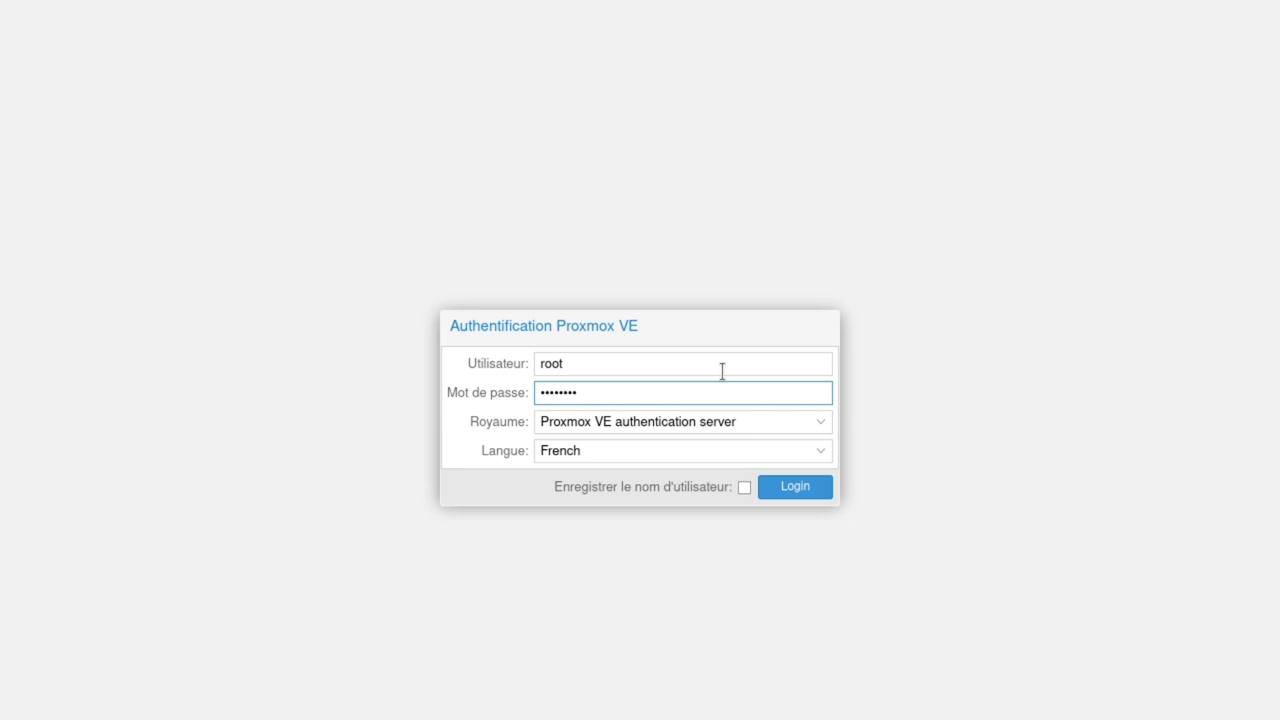 Authentification Proxmox VE
Utilisateur: root
Mot de passe: ••••••••
Royaume: Proxmox VE authentication server
Langue: French
Enregistrer le nom d'utilisateur: Login